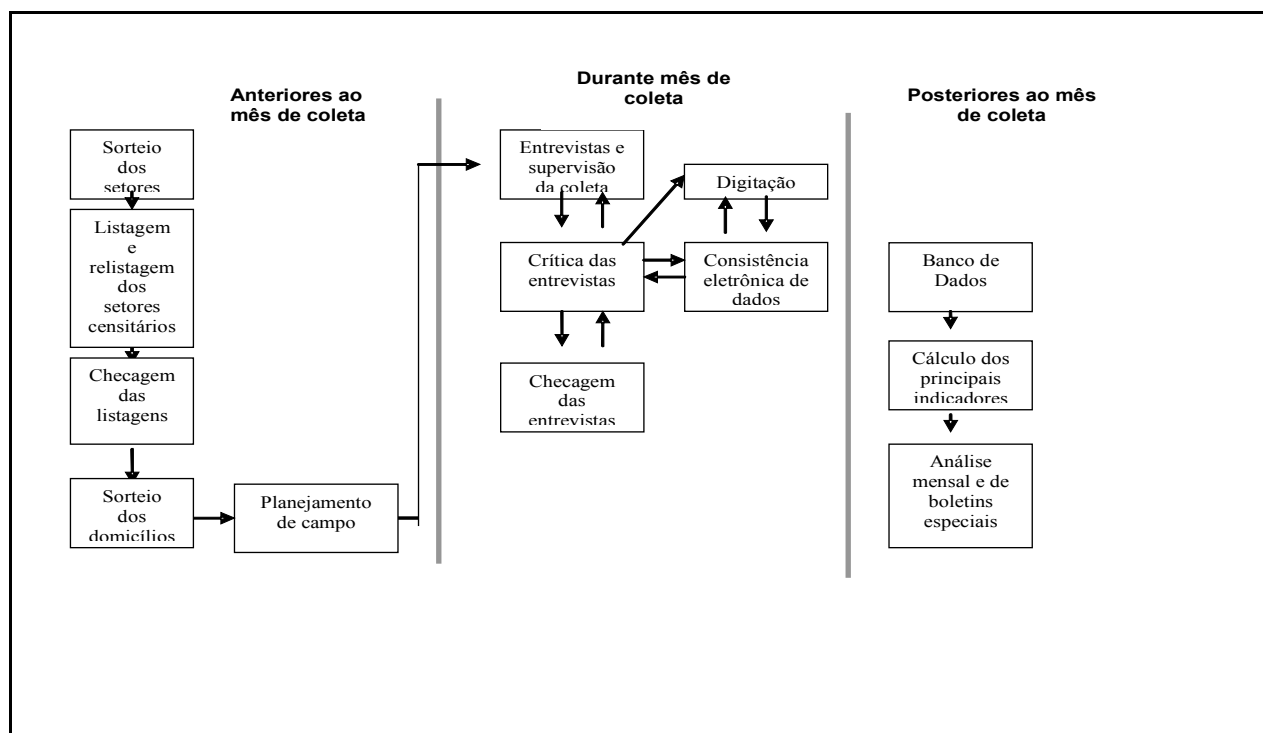 Anteriores ao
mês de coleta
Sorteio
dos
setores
Listagem
e
relistagem
dos
setores
censitários
Checagem
das
listagens
Sorteio
dos
domicílios
Planejamento
de campo
Durante mês de
coleta
Entrevistas e
supervisão
da coleta
Digitação
Crítica das
entrevistas
Consistência
eletrônica de
dados
Checagem
das
entrevistas
Posteriores ao mês
de coleta
Banco de
Dados
Cálculo dos
principais
indicadores
Análise
mensal e de
boletins
especiais